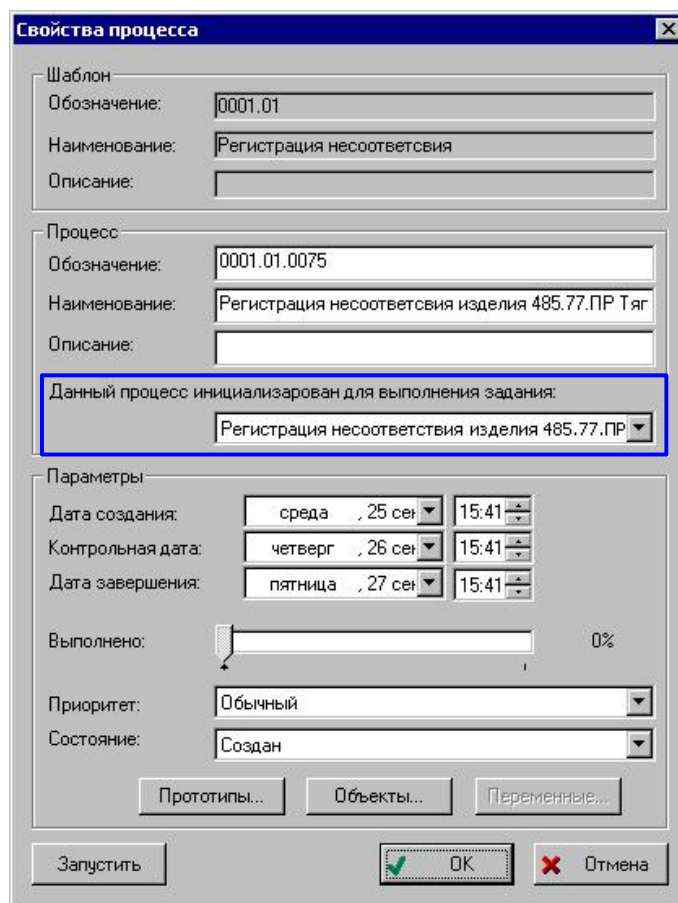 Свойства процесса
Шаблон
Обозначение: 0001.01
Наименование: Регистрация несоответсвия
Описание:
Процесс
Обозначение: 0001.01.0075
Наименование: Регистрация несоответсвия изделия 485.77.ПР Тяг
Описание:
Данный процесс инициализарован для выполнения задания:
Регистрация несоответствия изделия 485.77.ПР
Параметры
Дата создания: среда , 25 сен 15:41
Контрольная дата: четверг , 26 сен 15:41
Дата завершения: пятница , 27 сен 15:41
Выполнено: 0%
Приоритет: Обычный
Состояние: Создан
Прототипы... Объекты... Переменные...
Запустить OK Отмена